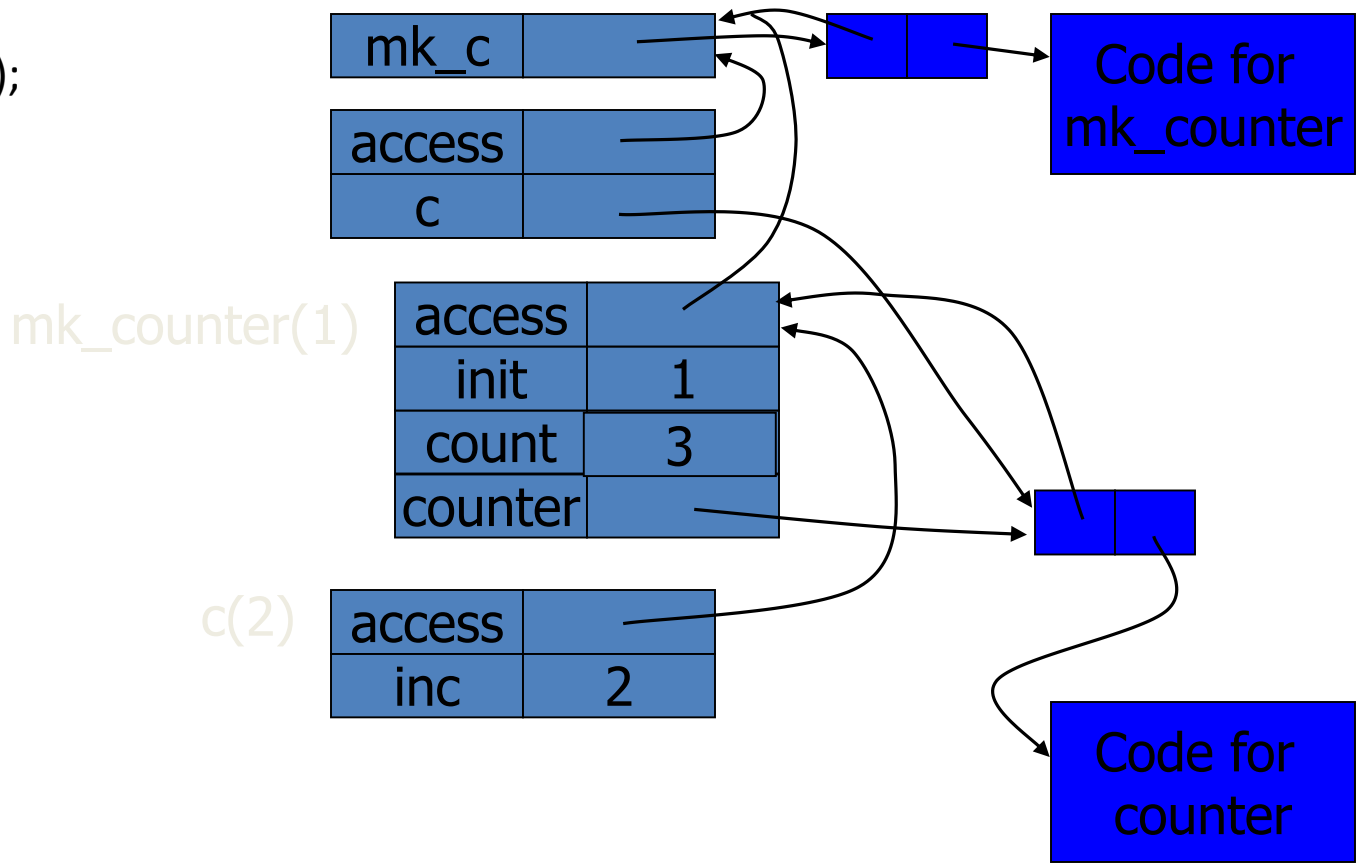 );
mk_c
Code for
mk_counter
access
c
mk_counter(1)
access
init 1
count 3
counter
c(2)
access
inc 2
Code for
counter